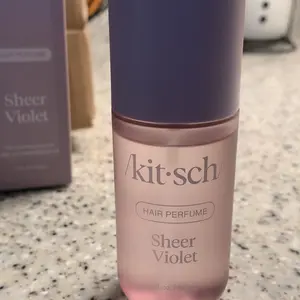 Sheer
Violet
/kit·sch
HAIR PERFUME
Sheer
Violet